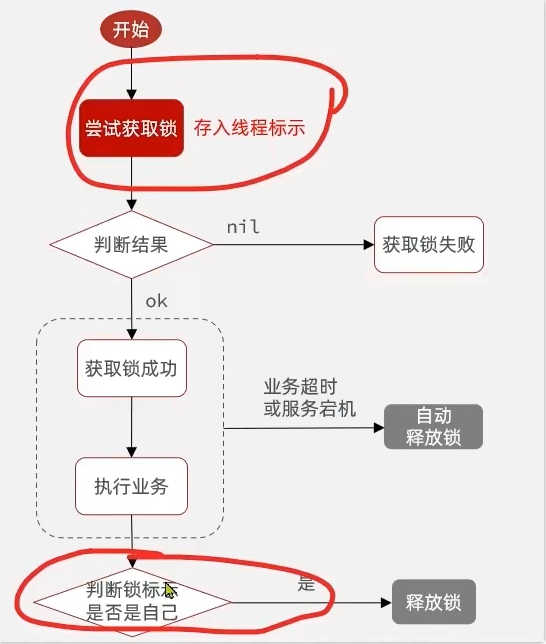 开始
尝试获取锁
存入线程标示
判断结果
nil
获取锁失败
ok
获取锁成功
业务超时
或服务宕机
自动
释放锁
执行业务
判断锁标示
是否是自己
是
释放锁